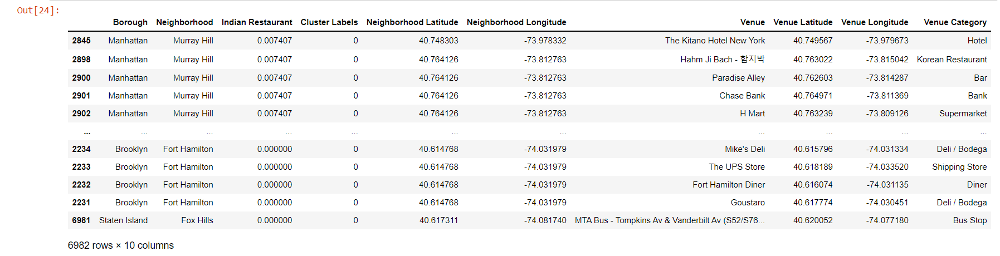 Out[24]:
Borough Neighborhood Indian Restaurant Cluster Labels Neighborhood Latitude Neighborhood Longitude Venue Venue Latitude Venue Longitude Venue Category
2845 Manhattan Murray Hill 0.007407 0 40.748303 -73.978332 The Kitano Hotel New York 40.749567 -73.979673 Hotel
2898 Manhattan Murray Hill 0.007407 0 40.764126 -73.812763 Hahm Ji Bach - 함지박 40.763022 -73.815042 Korean Restaurant
2900 Manhattan Murray Hill 0.007407 0 40.764126 -73.812763 Paradise Alley 40.762603 -73.814287 Bar
2901 Manhattan Murray Hill 0.007407 0 40.764126 -73.812763 Chase Bank 40.764971 -73.811369 Bank
2902 Manhattan Murray Hill 0.007407 0 40.764126 -73.812763 H Mart 40.763239 -73.809126 Supermarket
... ... ... ... ... ... ... ... ... ... ...
2234 Brooklyn Fort Hamilton 0.000000 0 40.614768 -74.031979 Mike's Deli 40.615796 -74.031334 Deli / Bodega
2233 Brooklyn Fort Hamilton 0.000000 0 40.614768 -74.031979 The UPS Store 40.618189 -74.033520 Shipping Store
2232 Brooklyn Fort Hamilton 0.000000 0 40.614768 -74.031979 Fort Hamilton Diner 40.616074 -74.031135 Diner
2231 Brooklyn Fort Hamilton 0.000000 0 40.614768 -74.031979 Goustaro 40.617774 -74.030451 Deli / Bodega
6981 Staten Island Fox Hills 0.000000 0 40.617311 -74.081740 MTA Bus - Tompkins Av & Vanderbilt Av (S52/S76... 40.620052 -74.077180 Bus Stop
6982 rows × 10 columns